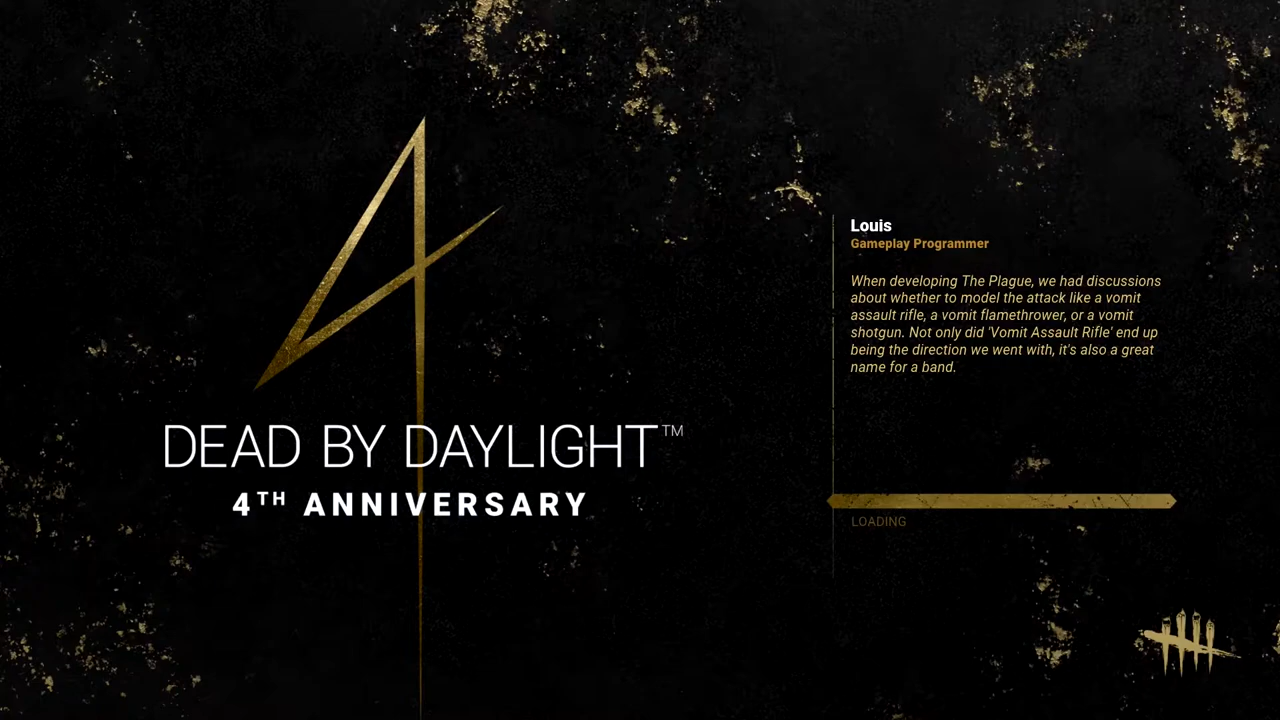 4
DEAD BY DAYLIGHT™
4TH ANNIVERSARY
Louis
Gameplay Programmer
When developing The Plague, we had discussions
about whether to model the attack like a vomit
assault rifle, a vomit flamethrower, or a vomit
shotgun. Not only did 'Vomit Assault Rifle' end up
being the direction we went with, it's also a great
name for a band.
LOADING